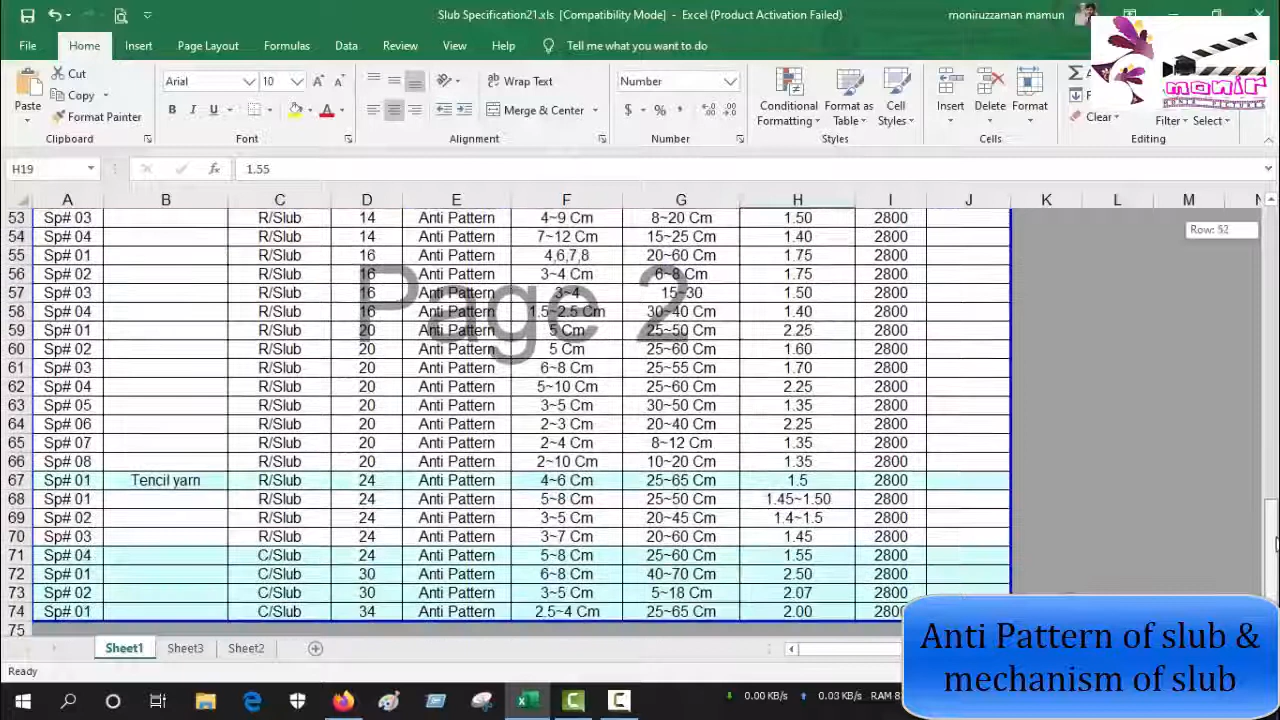 Slub Specification21.xls [Compatibility Mode] - Excel (Product Activation Failed) moniruzzaman mamun
File Home Insert Page Layout Formulas Data Review View Help Tell me what you want to do
Paste Cut Copy Format Painter
Clipboard
Arial 10
B I U
Font
Wrap Text
Merge & Center
Alignment
Number
$ % ,
Number
Conditional Formatting Format as Table Cell Styles
Styles
Insert Delete Format
Cells
Clear
Filter Select
Editing
monir
H19 1.55
A B C D E F G H I J K L M N
53 Sp# 03 R/Slub 14 Anti Pattern 4~9 Cm 8~20 Cm 1.50 2800
54 Sp# 04 R/Slub 14 Anti Pattern 7~12 Cm 15~25 Cm 1.40 2800
55 Sp# 01 R/Slub 16 Anti Pattern 4,6,7,8 20~60 Cm 1.75 2800
56 Sp# 02 R/Slub 16 Anti Pattern 3~4 Cm 6~8 Cm 1.75 2800
57 Sp# 03 R/Slub 16 Anti Pattern 3~4 15~30 1.50 2800
58 Sp# 04 R/Slub 16 Anti Pattern 1.5~2.5 Cm 30~40 Cm 1.40 2800
59 Sp# 01 R/Slub 20 Anti Pattern 5 Cm 25~50 Cm 2.25 2800
60 Sp# 02 R/Slub 20 Anti Pattern 5 Cm 25~60 Cm 1.60 2800
61 Sp# 03 R/Slub 20 Anti Pattern 6~8 Cm 25~55 Cm 1.70 2800
62 Sp# 04 R/Slub 20 Anti Pattern 5~10 Cm 25~60 Cm 2.25 2800
63 Sp# 05 R/Slub 20 Anti Pattern 3~5 Cm 30~50 Cm 1.35 2800
64 Sp# 06 R/Slub 20 Anti Pattern 2~3 Cm 20~40 Cm 2.25 2800
65 Sp# 07 R/Slub 20 Anti Pattern 2~4 Cm 8~12 Cm 1.35 2800
66 Sp# 08 R/Slub 20 Anti Pattern 2~10 Cm 10~20 Cm 1.35 2800
67 Sp# 01 Tencil yarn R/Slub 24 Anti Pattern 4~6 Cm 25~65 Cm 1.5 2800
68 Sp# 01 R/Slub 24 Anti Pattern 5~8 Cm 25~50 Cm 1.45~1.50 2800
69 Sp# 02 R/Slub 24 Anti Pattern 3~5 Cm 20~45 Cm 1.4~1.5 2800
70 Sp# 03 R/Slub 24 Anti Pattern 3~7 Cm 20~60 Cm 1.45 2800
71 Sp# 04 C/Slub 24 Anti Pattern 5~8 Cm 25~60 Cm 1.55 2800
72 Sp# 01 C/Slub 30 Anti Pattern 6~8 Cm 40~70 Cm 2.50 2800
73 Sp# 02 C/Slub 30 Anti Pattern 3~5 Cm 5~18 Cm 2.07 2800
74 Sp# 01 C/Slub 34 Anti Pattern 2.5~4 Cm 25~65 Cm 2.00 2800
75
Page 2
Row: 52
Sheet1 Sheet3 Sheet2
Ready
Anti Pattern of slub &
mechanism of slub
0.00 KB/s 0.03 KB/s RAM